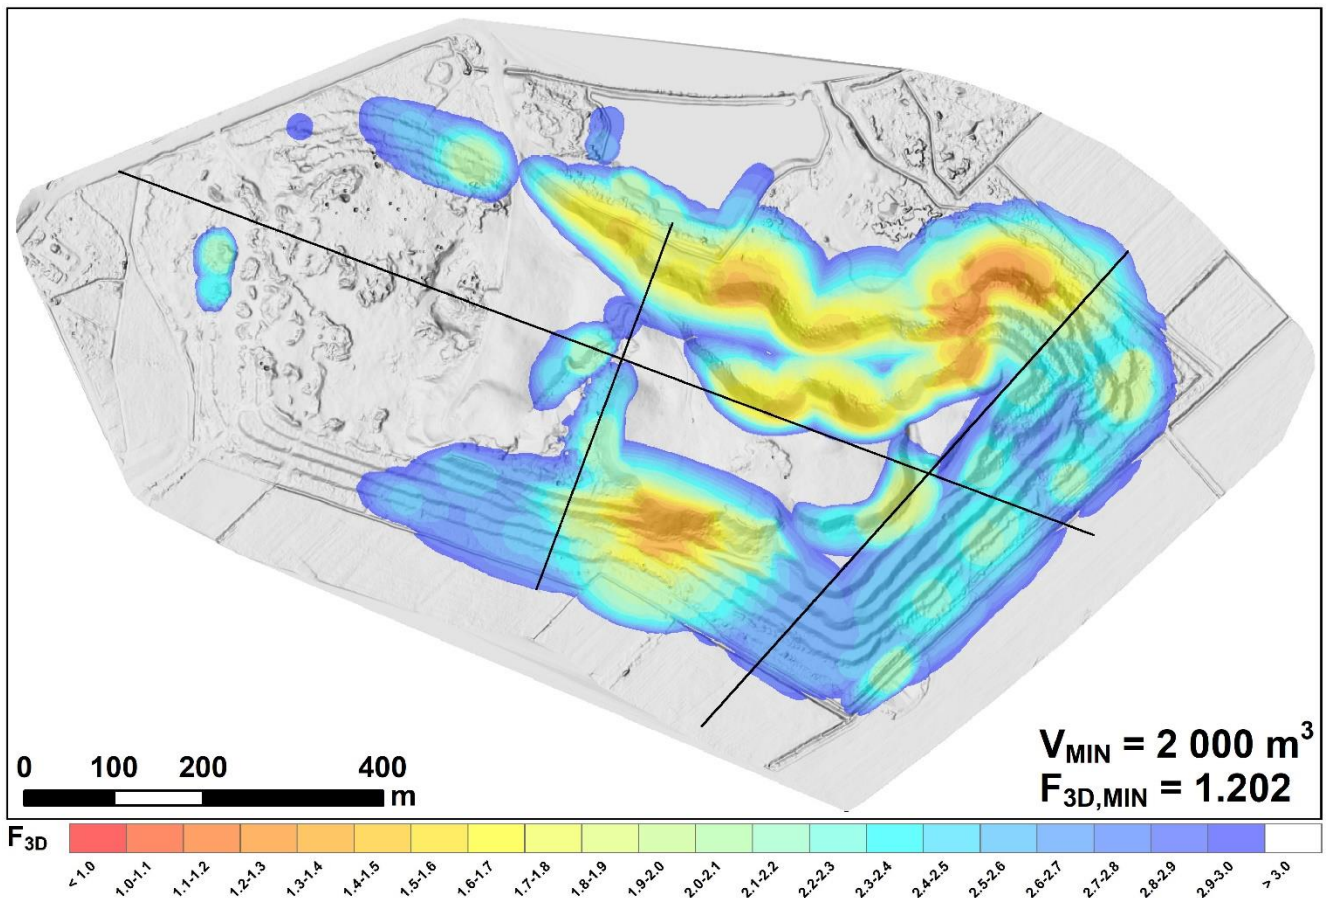 0 100 200 400
m
V_MIN = 2 000 m³
F_3D,MIN = 1.202
F_3D
< 1.0 1.0-1.1 1.1-1.2 1.2-1.3 1.3-1.4 1.4-1.5 1.5-1.6 1.6-1.7 1.7-1.8 1.8-1.9 1.9-2.0 2.0-2.1 2.1-2.2 2.2-2.3 2.3-2.4 2.4-2.5 2.5-2.6 2.6-2.7 2.7-2.8 2.8-2.9 2.9-3.0 > 3.0